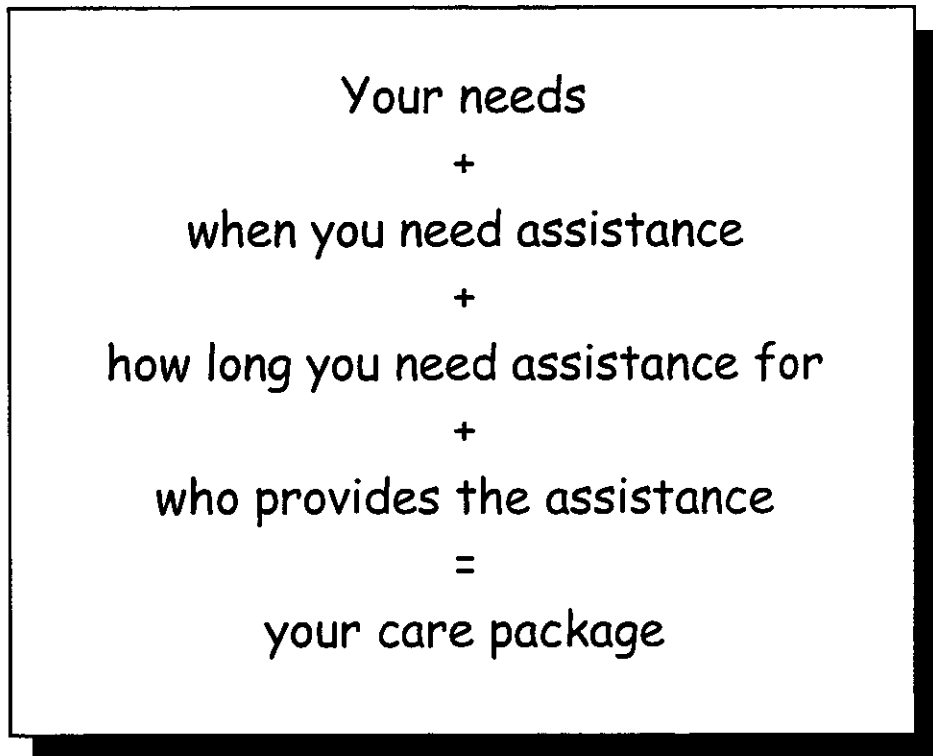 Your needs
+
when you need assistance
+
how long you need assistance for
+
who provides the assistance
=
your care package